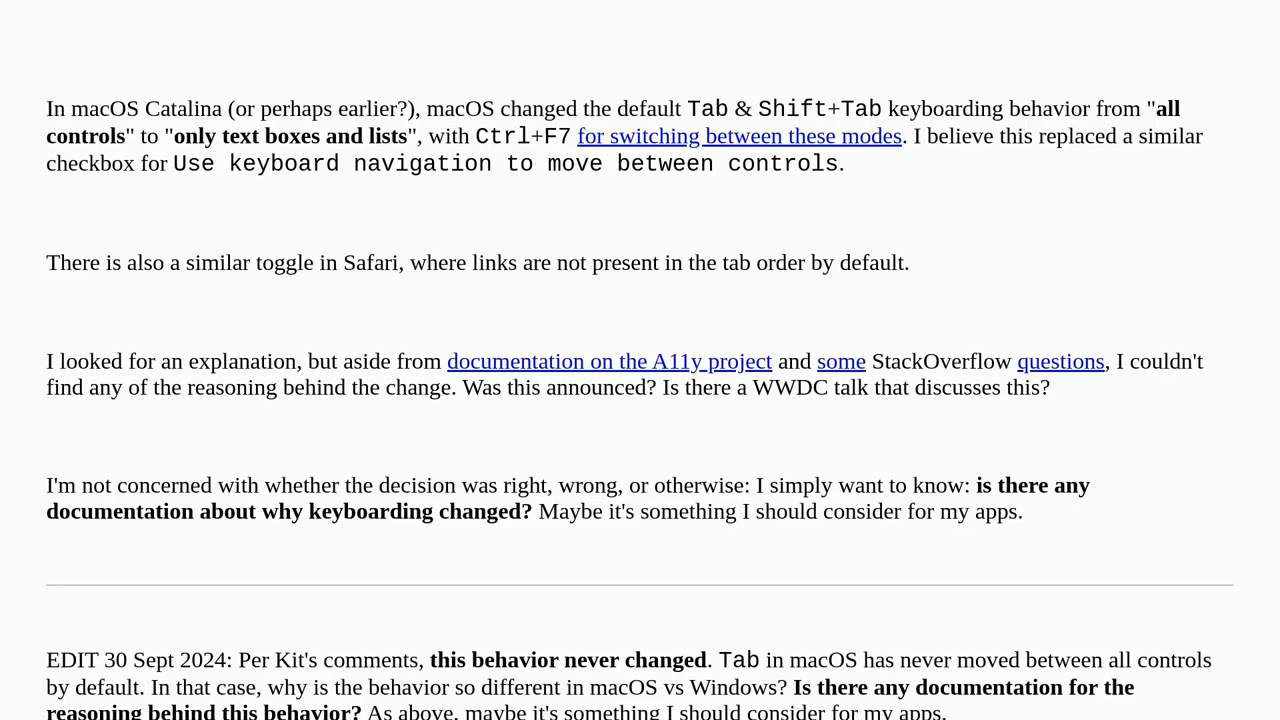 In macOS Catalina (or perhaps earlier?), macOS changed the default Tab & Shift+Tab keyboarding behavior from "all
controls" to "only text boxes and lists", with Ctrl+F7 for switching between these modes. I believe this replaced a similar
checkbox for Use keyboard navigation to move between controls.
There is also a similar toggle in Safari, where links are not present in the tab order by default.
I looked for an explanation, but aside from documentation on the A11y project and some StackOverflow questions, I couldn't
find any of the reasoning behind the change. Was this announced? Is there a WWDC talk that discusses this?
I'm not concerned with whether the decision was right, wrong, or otherwise: I simply want to know: is there any
documentation about why keyboarding changed? Maybe it's something I should consider for my apps.
EDIT 30 Sept 2024: Per Kit's comments, this behavior never changed. Tab in macOS has never moved between all controls
by default. In that case, why is the behavior so different in macOS vs Windows? Is there any documentation for the
reasoning behind this behavior? As above, maybe it's something I should consider for my apps.